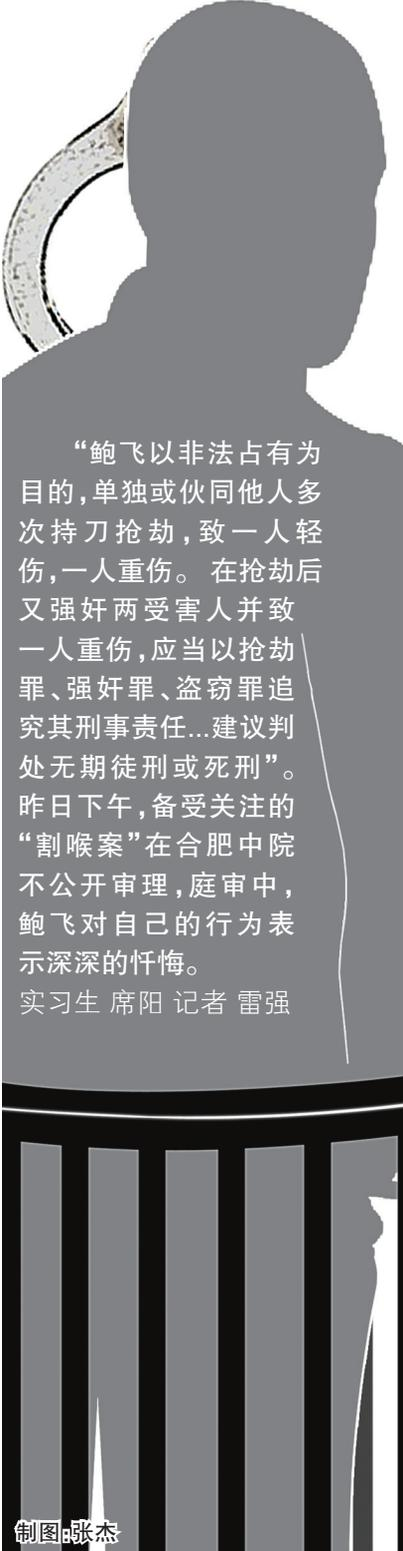 “鲍飞以非法占有为
目的,单独或伙同他人多
次持刀抢劫,致一人轻
伤,一人重伤。在抢劫后
又强奸两受害人并致
一人重伤,应当以抢劫
罪、强奸罪、盗窃罪追
究其刑事责任...建议判
处无期徒刑或死刑”。
昨日下午,备受关注的
“割喉案”在合肥中院
不公开审理,庭审中,
鲍飞对自己的行为表
示深深的忏悔。
实习生 席阳 记者 雷强
制图:张杰